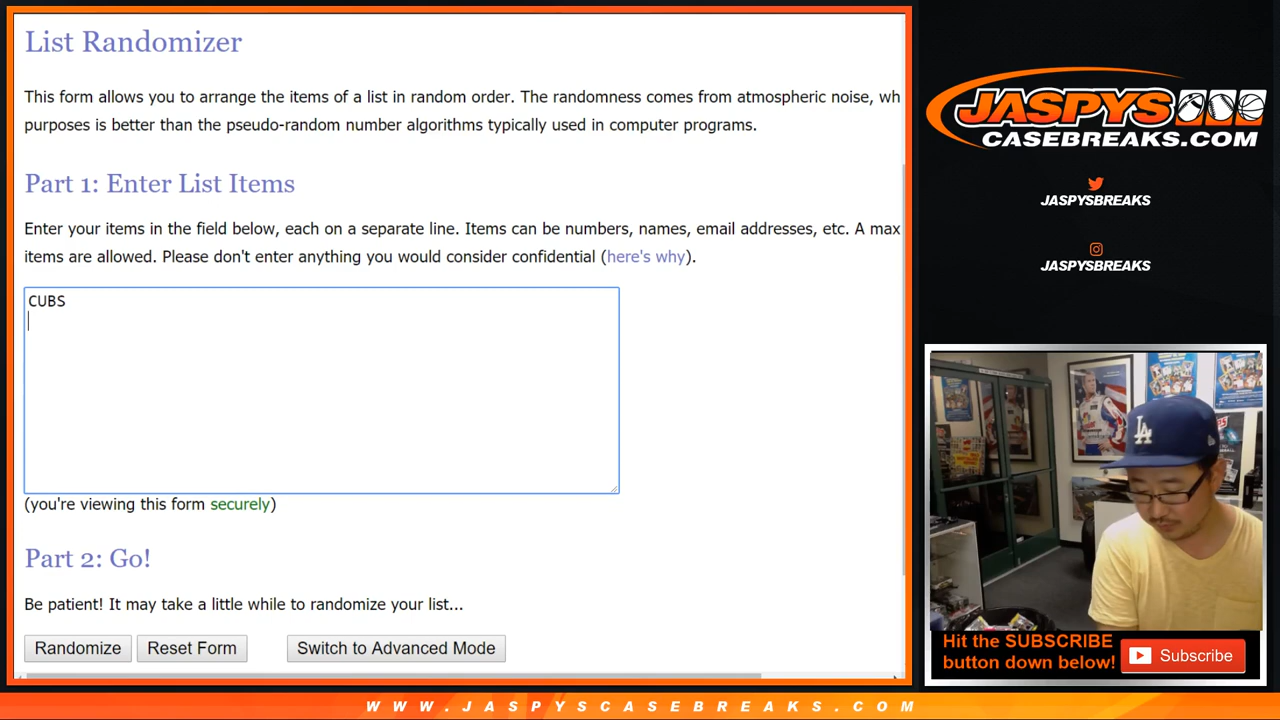 List Randomizer
This form allows you to arrange the items of a list in random order. The randomness comes from atmospheric noise, wh
purposes is better than the pseudo-random number algorithms typically used in computer programs.
Part 1: Enter List Items
Enter your items in the field below, each on a separate line. Items can be numbers, names, email addresses, etc. A max
items are allowed. Please don't enter anything you would consider confidential (here's why).
CUBS
(you're viewing this form securely)
Part 2: Go!
Be patient! It may take a little while to randomize your list...
Randomize Reset Form Switch to Advanced Mode
JASPYS
CASEBREAKS.COM
JASPYSBREAKS
JASPYSBREAKS
LA
Hit the SUBSCRIBE
button down below!
Subscribe
WWW.JASPYSCASEBREAKS.COM